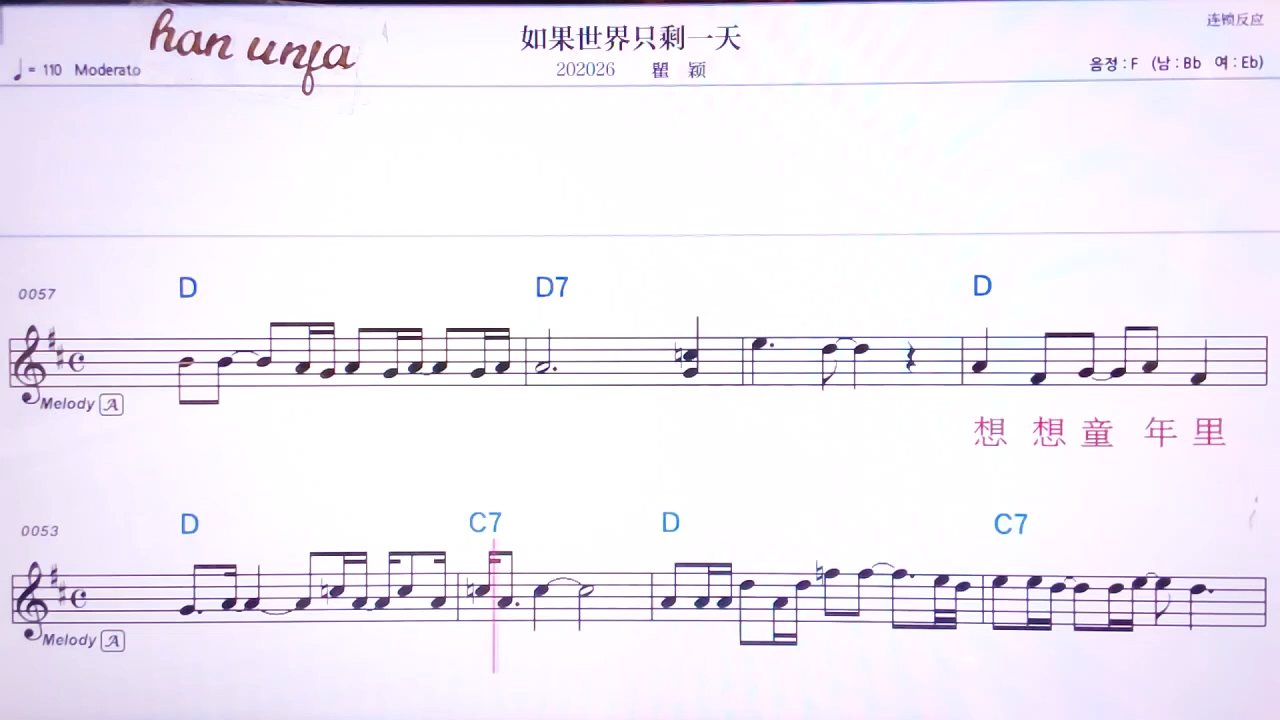 han unfa
如果世界只剩一天
连锁反应
♩= 110 Moderato
202026 瞿 颖
음정 : F (남 : Bb 여 : Eb)
D D7 D
0057
Melody A
想 想 童 年 里
D C7 D C7
0053
Melody A